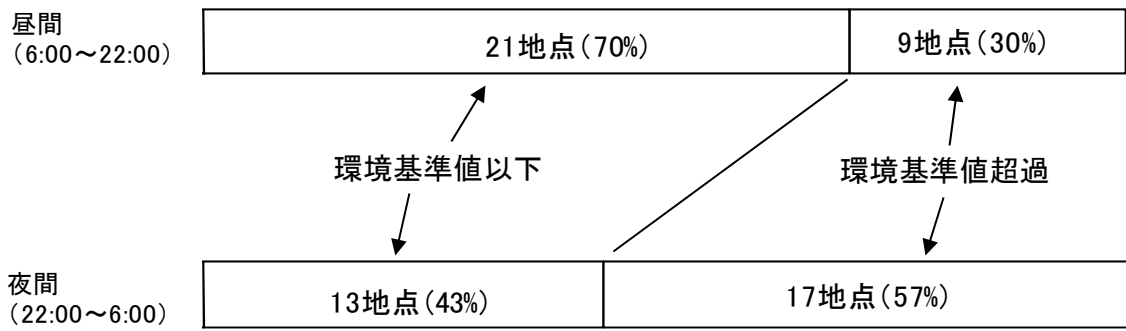 昼間
(6:00～22:00)
21地点(70%)
9地点(30%)
環境基準値以下
環境基準値超過
夜間
(22:00～6:00)
13地点(43%)
17地点(57%)